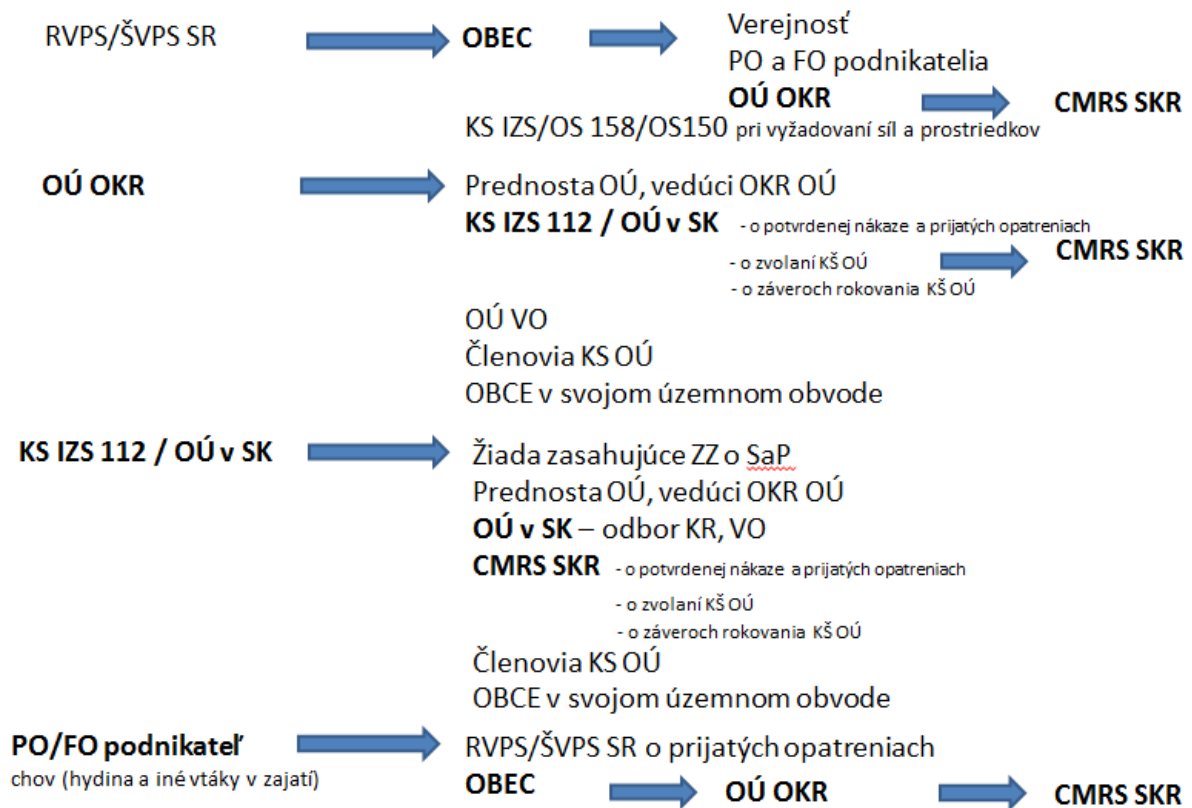 RVPS/ŠVPS SR
OBEC
Verejnosť
PO a FO podnikatelia
OÚ OKR
CMRS SKR
KS IZS/OS 158/OS150 pri vyžadovaní síl a prostriedkov
OÚ OKR
Prednosta OÚ, vedúci OKR OÚ
KS IZS 112 / OÚ v SK - o potvrdenej nákaze a prijatých opatreniach
CMRS SKR
- o zvolaní KŠ OÚ
- o záveroch rokovania KŠ OÚ
OÚ VO
Členovia KS OÚ
OBCE v svojom územnom obvode
KS IZS 112 / OÚ v SK
Žiada zasahujúce ZZ o SaP
Prednosta OÚ, vedúci OKR OÚ
OÚ v SK – odbor KR, VO
CMRS SKR - o potvrdenej nákaze a prijatých opatreniach
- o zvolaní KŠ OÚ
- o záveroch rokovania KŠ OÚ
Členovia KS OÚ
OBCE v svojom územnom obvode
PO/FO podnikateľ
chov (hydina a iné vtáky v zajatí)
RVPS/ŠVPS SR o prijatých opatreniach
OBEC
OÚ OKR
CMRS SKR